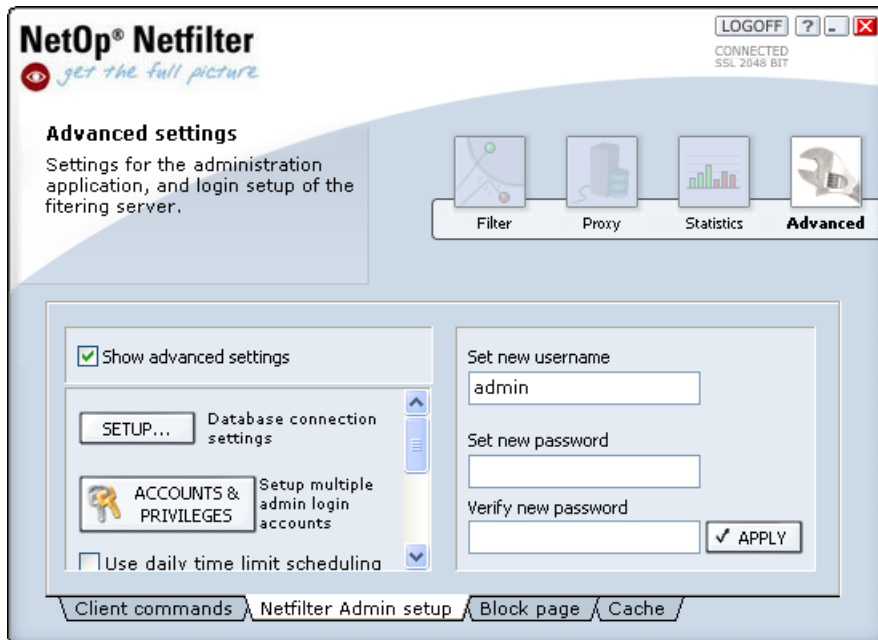 NetOp® Netfilter
get the full picture
LOGOFF ?
CONNECTED
SSL 2048 BIT
Advanced settings
Settings for the administration
application, and login setup of the
fitering server.
Filter
Proxy
Statistics
Advanced
Show advanced settings
SETUP...
Database connection
settings
ACCOUNTS &
PRIVILEGES
Setup multiple
admin login
accounts
Use daily time limit scheduling
Set new username
admin
Set new password
Verify new password
APPLY
Client commands
Netfilter Admin setup
Block page
Cache